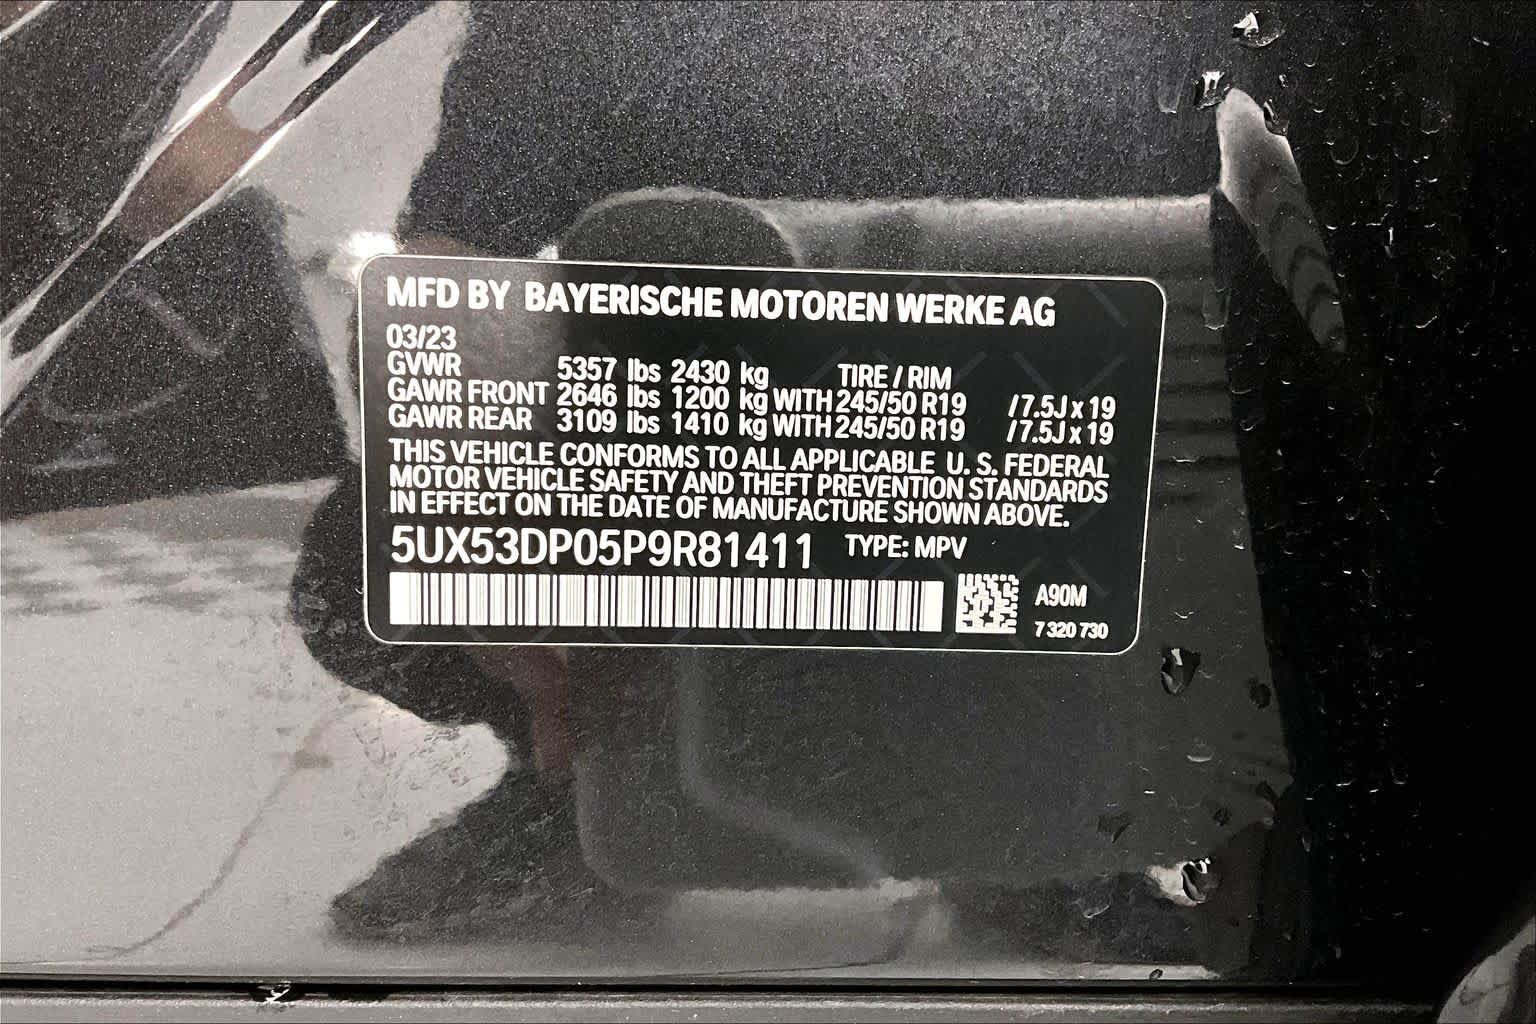 MFD BY BAYERISCHE MOTOREN WERKE AG
03/23
GVWR 5357 lbs 2430 kg TIRE / RIM
GAWR FRONT 2646 lbs 1200 kg WITH 245/50 R19 /7.5J x 19
GAWR REAR 3109 lbs 1410 kg WITH 245/50 R19 /7.5J x 19
THIS VEHICLE CONFORMS TO ALL APPLICABLE U. S. FEDERAL
MOTOR VEHICLE SAFETY AND THEFT PREVENTION STANDARDS
IN EFFECT ON THE DATE OF MANUFACTURE SHOWN ABOVE.
5UX53DP05P9R81411 TYPE: MPV
A90M
7 320 730